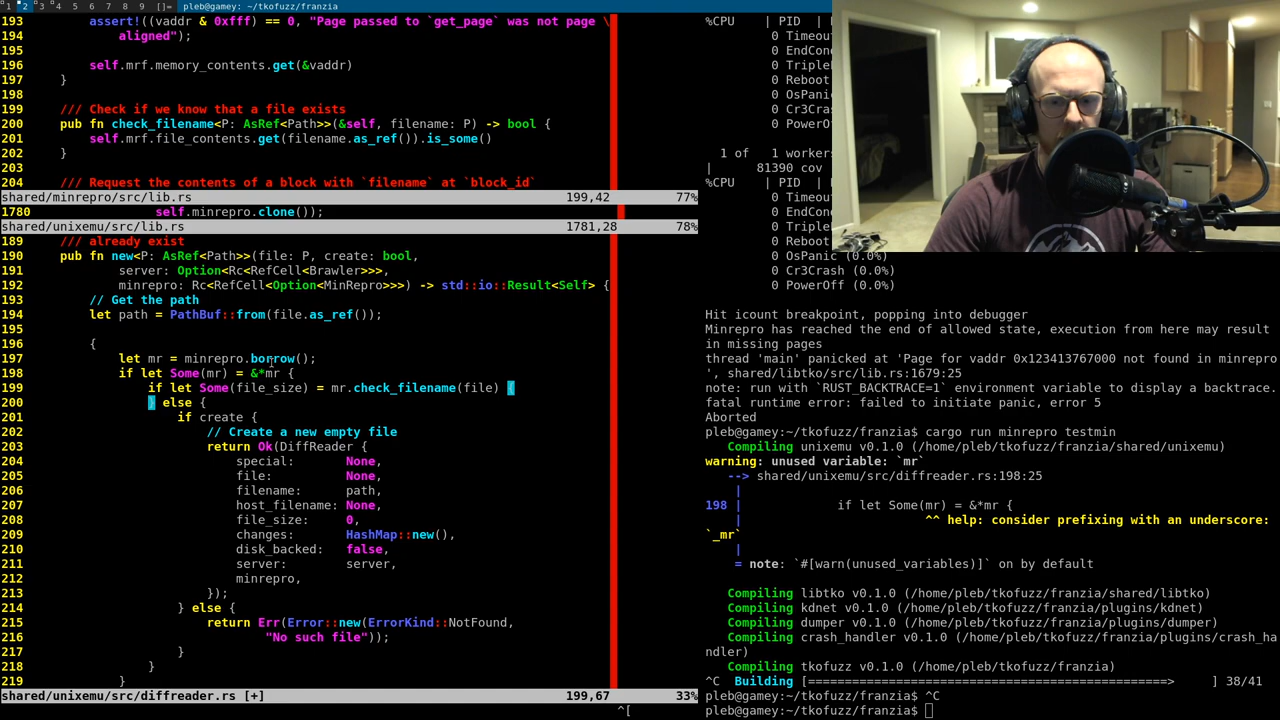 1 2 3 4 5 6 7 8 9 []= pleb@gamey: ~/tkofuzz/franzia
193         assert!((vaddr & 0xfff) == 0, "Page passed to `get_page` was not page \
194             aligned");
195
196         self.mrf.memory_contents.get(&vaddr)
197     }
198
199     /// Check if we know that a file exists
200     pub fn check_filename<P: AsRef<Path>>(&self, filename: P) -> bool {
201         self.mrf.file_contents.get(filename.as_ref()).is_some()
202     }
203
204     /// Request the contents of a block with `filename` at `block_id`
shared/minrepro/src/lib.rs 199,42 77%
1780                 self.minrepro.clone());
shared/unixemu/src/lib.rs 1781,28 78%
189     /// already exist
190     pub fn new<P: AsRef<Path>>(file: P, create: bool,
191             server: Option<Rc<RefCell<Brawler>>>,
192             minrepro: Rc<RefCell<Option<MinRepro>>>) -> std::io::Result<Self> {
193         // Get the path
194         let path = PathBuf::from(file.as_ref());
195
196         {
197             let mr = minrepro.borrow();
198             if let Some(mr) = &*mr {
199                 if let Some(file_size) = mr.check_filename(file) {
200                 } else {
201                     if create {
202                         // Create a new empty file
203                         return Ok(DiffReader {
204                             special:       None,
205                             file:          None,
206                             filename:      path,
207                             host_filename: None,
208                             file_size:     0,
209                             changes:       HashMap::new(),
210                             disk_backed:   false,
211                             server:        server,
212                             minrepro,
213                         });
214                     } else {
215                         return Err(Error::new(ErrorKind::NotFound,
216                                 "No such file"));
217                     }
218                 }
219             }
shared/unixemu/src/diffreader.rs [+] 199,67 33%
^[
%CPU    | PID  |
0 Timeou
0 EndCon
0 Triple
0 Reboot
0 OsPanic
0 Cr3Cras
0 PowerOf
1 of   1 workers
|      81390 cov
%CPU    | PID  |
0 Timeou
0 EndCon
0 Triple
0 Reboot
0 OsPanic (0.0%)
0 Cr3Crash (0.0%)
0 PowerOff (0.0%)
Hit icount breakpoint, popping into debugger
Minrepro has reached the end of allowed state, execution from here may result
in missing pages
thread 'main' panicked at 'Page for vaddr 0x123413767000 not found in minrepro
', shared/libtko/src/lib.rs:1679:25
note: run with `RUST_BACKTRACE=1` environment variable to display a backtrace.
fatal runtime error: failed to initiate panic, error 5
Aborted
pleb@gamey:~/tkofuzz/franzia$ cargo run minrepro testmin
Compiling unixemu v0.1.0 (/home/pleb/tkofuzz/franzia/shared/unixemu)
warning: unused variable: `mr`
--> shared/unixemu/src/diffreader.rs:198:25
|
198 |             if let Some(mr) = &*mr {
|                         ^^ help: consider prefixing with an underscore:
`_mr`
|
= note: `#[warn(unused_variables)]` on by default
Compiling libtko v0.1.0 (/home/pleb/tkofuzz/franzia/shared/libtko)
Compiling kdnet v0.1.0 (/home/pleb/tkofuzz/franzia/plugins/kdnet)
Compiling dumper v0.1.0 (/home/pleb/tkofuzz/franzia/plugins/dumper)
Compiling crash_handler v0.1.0 (/home/pleb/tkofuzz/franzia/plugins/crash_ha
ndler)
Compiling tkofuzz v0.1.0 (/home/pleb/tkofuzz/franzia)
^C  Building [=================================================>     ] 38/41
pleb@gamey:~/tkofuzz/franzia$ ^C
pleb@gamey:~/tkofuzz/franzia$